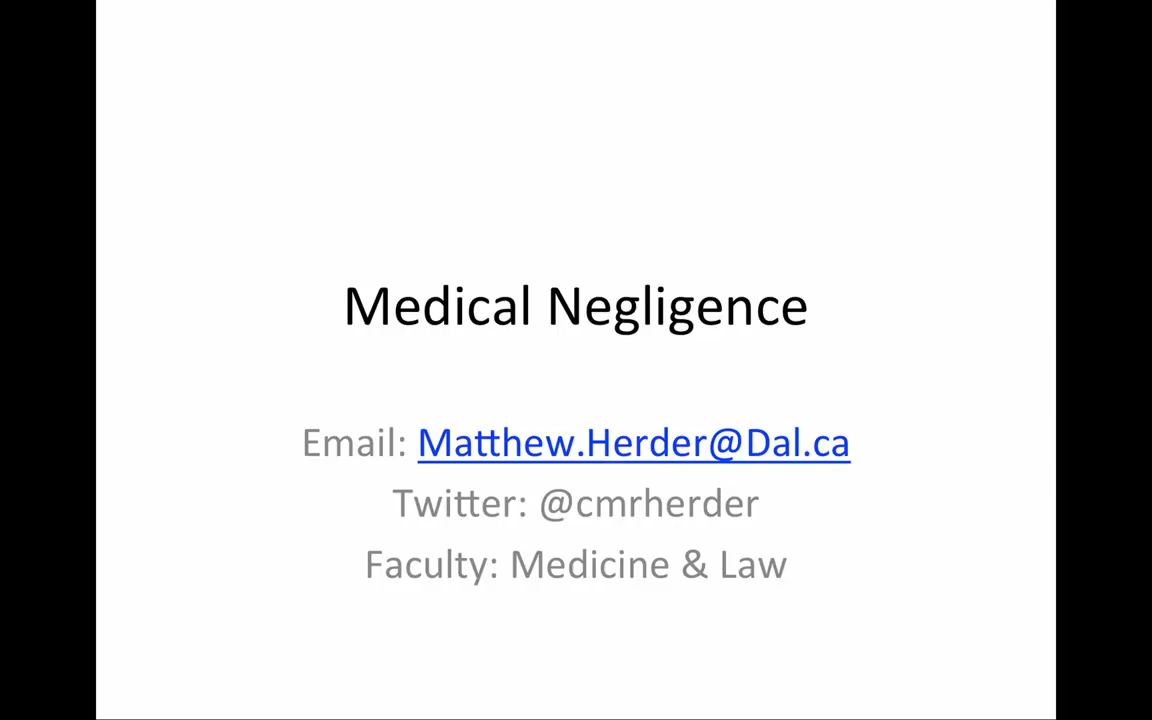 Medical Negligence
Email: Matthew.Herder@Dal.ca
Twitter: @cmrherder
Faculty: Medicine & Law